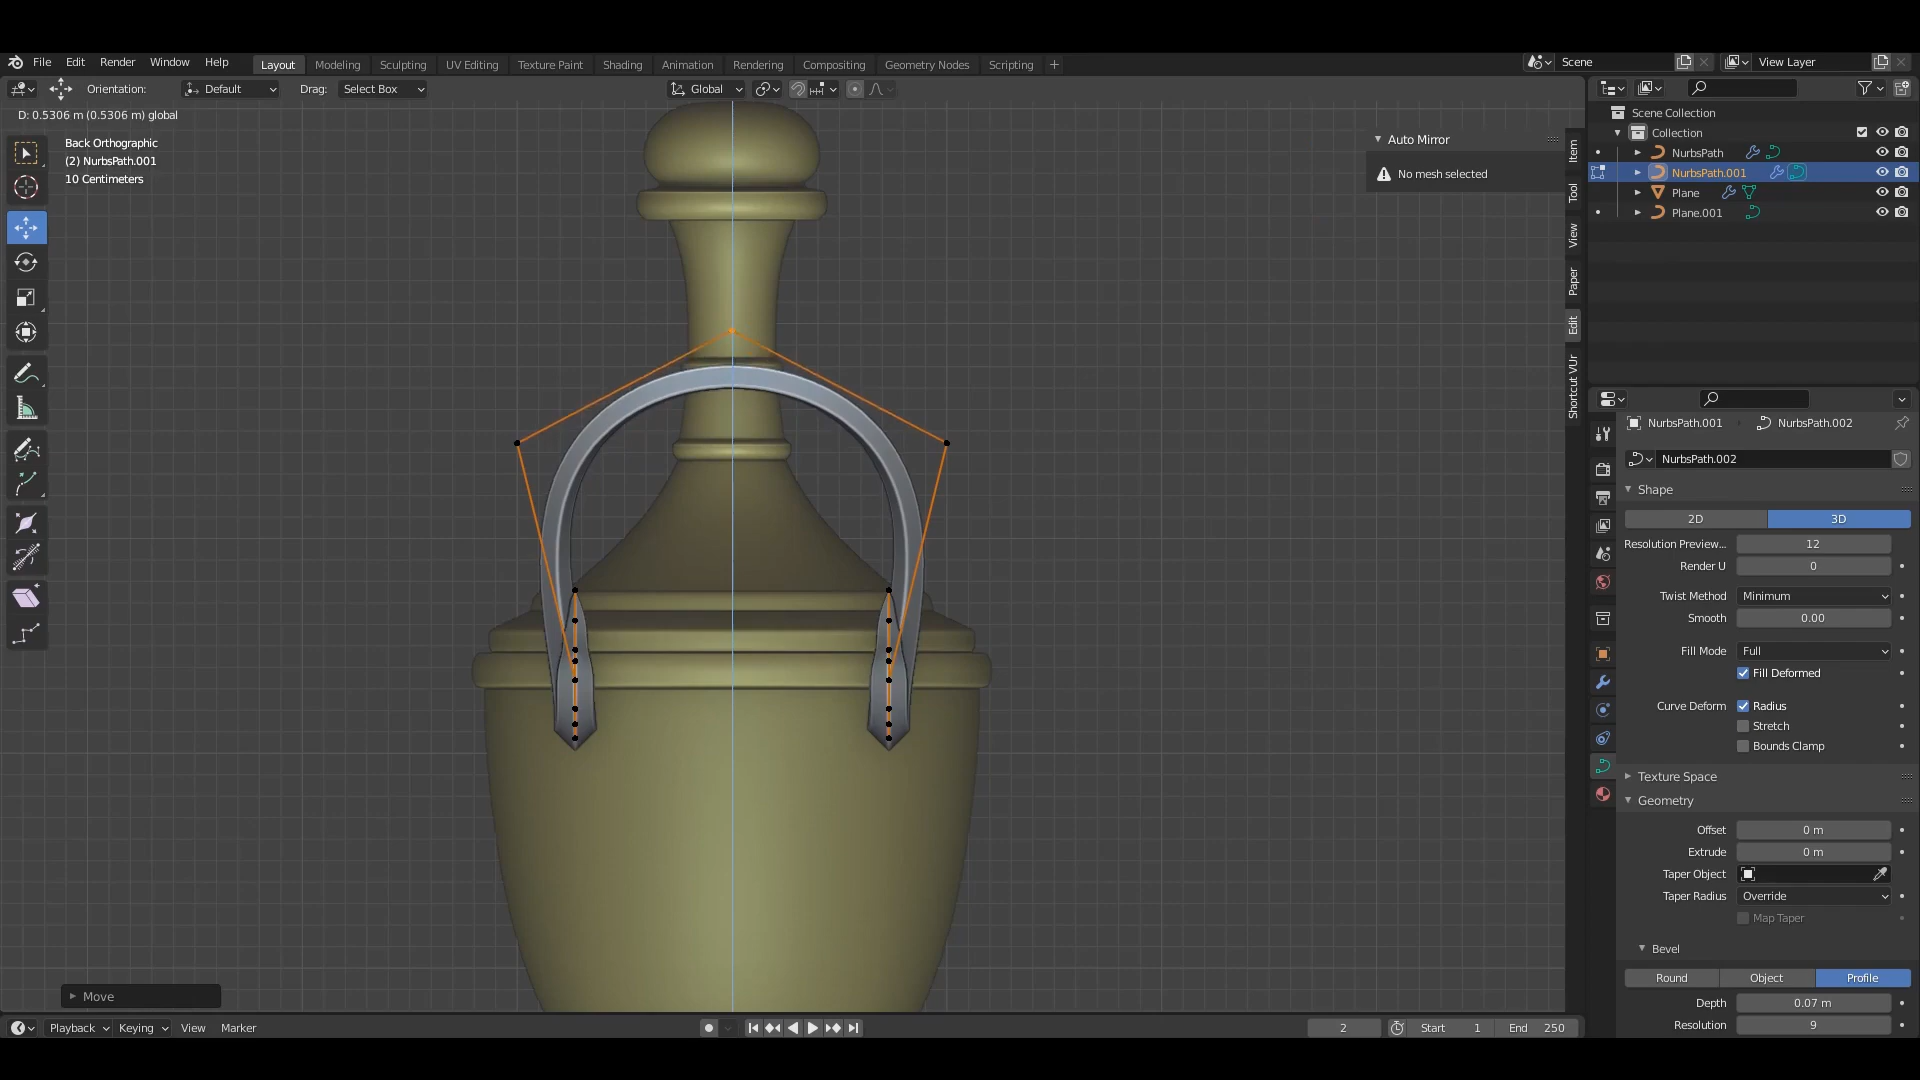 File Edit Render Window Help Layout Modeling Sculpting UV Editing Texture Paint Shading Animation Rendering Compositing Geometry Nodes Scripting + Scene View Layer
Orientation: Default Drag: Select Box Global
D: 0.5306 m (0.5306 m) global
Back Orthographic
(2) NurbsPath.001
10 Centimeters
Auto Mirror
No mesh selected
Item
Tool
View
Paper
Edit
Shortcut VUr
Scene Collection
Collection
NurbsPath
NurbsPath.001
Plane
Plane.001
NurbsPath.001 NurbsPath.002
NurbsPath.002
Shape
2D 3D
Resolution Preview... 12
Render U 0
Twist Method Minimum
Smooth 0.00
Fill Mode Full
Fill Deformed
Curve Deform Radius
Stretch
Bounds Clamp
Texture Space
Geometry
Offset 0 m
Extrude 0 m
Taper Object
Taper Radius Override
Map Taper
Bevel
Round Object Profile
Depth 0.07 m
Resolution 9
Move
Playback Keying View Marker 2 Start 1 End 250